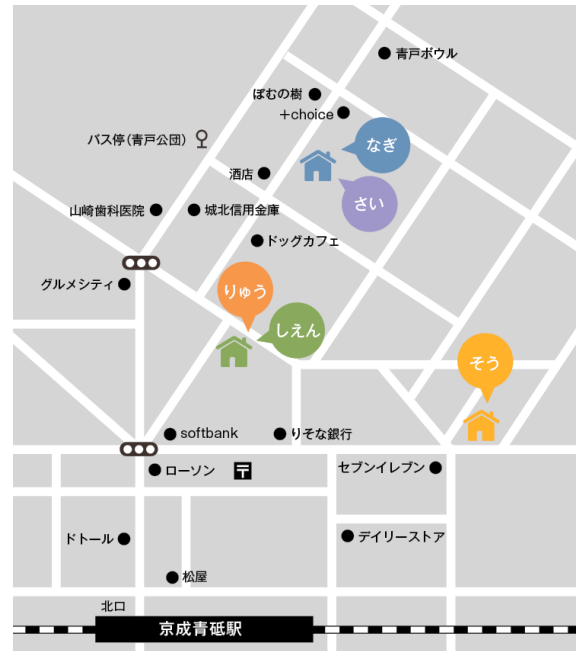 青戸ボウル
ぽむの樹
+choice
バス停(青戸公団)
なぎ
酒店
さい
山崎歯科医院
城北信用金庫
ドッグカフェ
グルメシティ
りゅう
しえん
そう
softbank
りそな銀行
ローソン
〒
セブンイレブン
ドトール
デイリーストア
松屋
北口
京成青砥駅